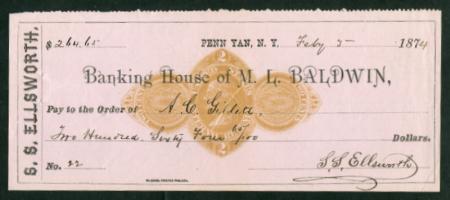 S. S. ELLSWORTH.
$264.65 PENN YAN, N. Y. Feby 5 1874
Banking House of M. L. BALDWIN,
Pay to the Order of A. C. Gillett
Two Hundred Sixty Four 65/100 Dollars.
No. 22 S. S. Ellsworth